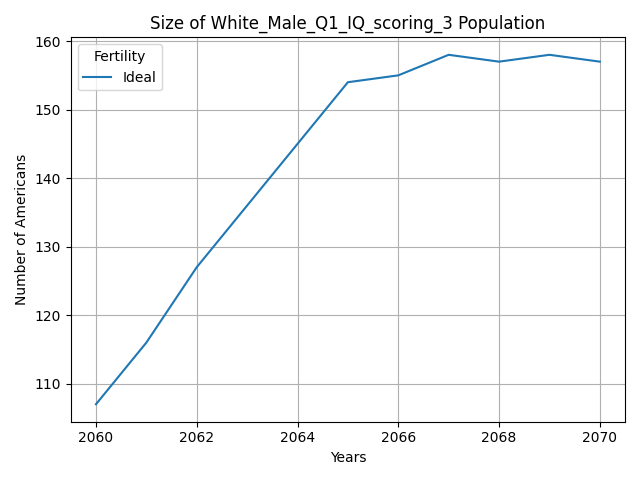 Size of White_Male_Q1_IQ_scoring_3 Population
Fertility
Ideal
Number of Americans
160
150
140
130
120
110
2060
2062
2064
2066
2068
2070
Years